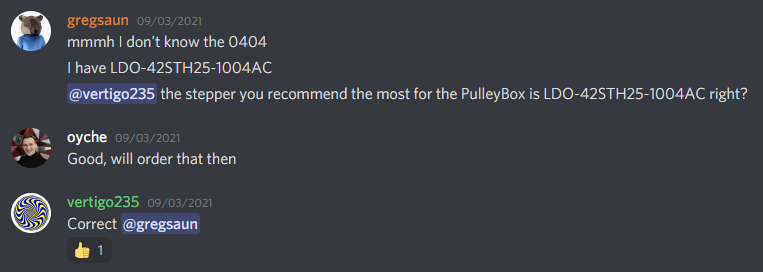 gregsaun 09/03/2021
mmmh I don't know the 0404
I have LDO-42STH25-1004AC
@vertigo235 the stepper you recommend the most for the PulleyBox is LDO-42STH25-1004AC right?
oyche 09/03/2021
Good, will order that then
vertigo235 09/03/2021
Correct @gregsaun
👍 1